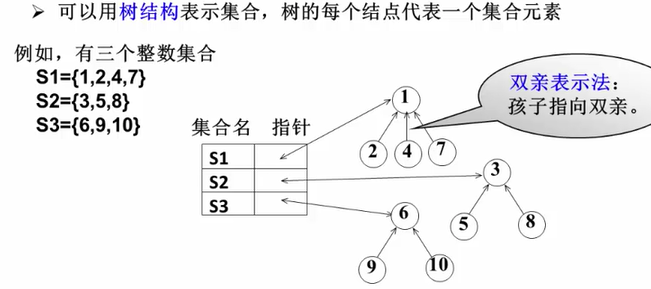 ➢ 可以用树结构表示集合，树的每个结点代表一个集合元素
例如，有三个整数集合
S1={1,2,4,7}
S2={3,5,8}
S3={6,9,10}
集合名 指针
S1
S2
S3
1
2 4 7
3
5 8
6
9 10
双亲表示法：
孩子指向双亲。